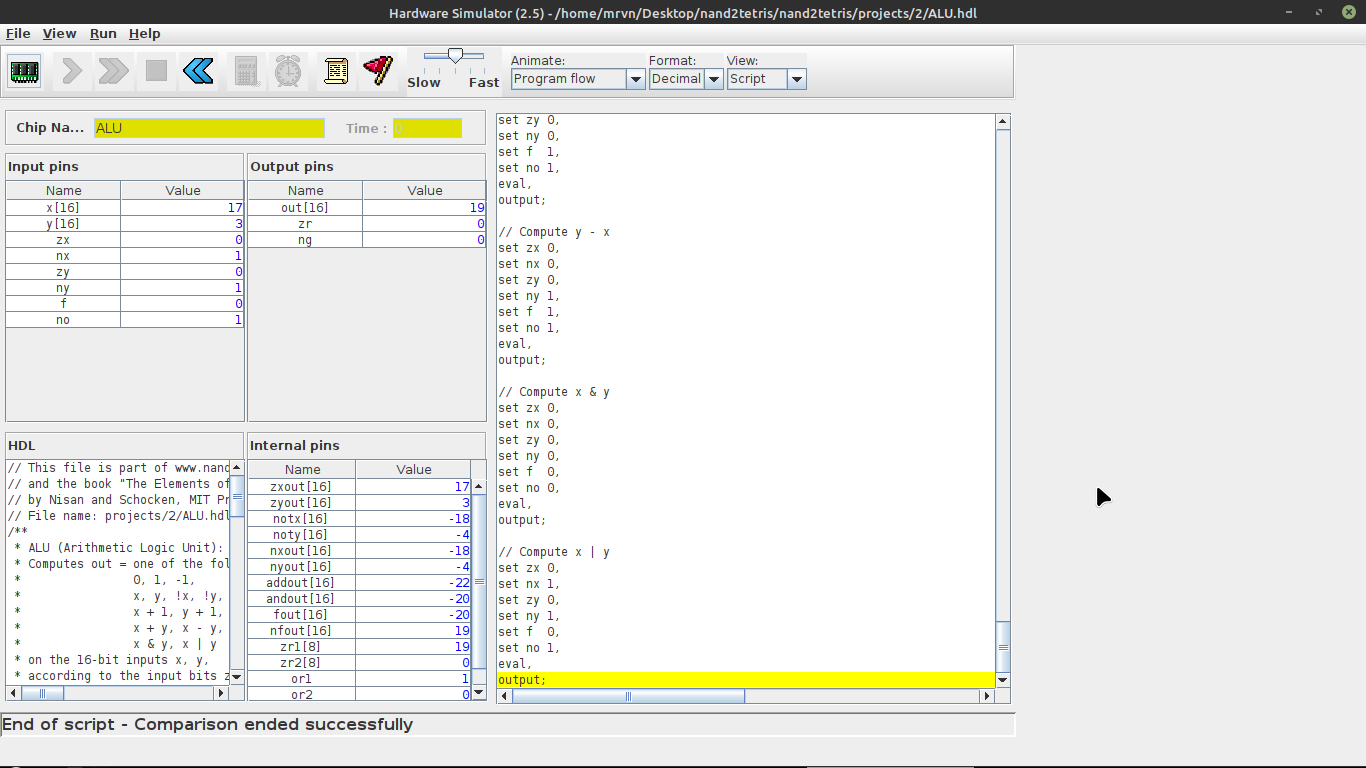 Hardware Simulator (2.5) - /home/mrvn/Desktop/nand2tetris/nand2tetris/projects/2/ALU.hdl
File View Run Help
Slow Fast
Animate: Format: View:
Program flow Decimal Script
Chip Na... ALU Time : 0
Input pins
Name Value
x[16] 17
y[16] 3
zx 0
nx 1
zy 0
ny 1
f 0
no 1
Output pins
Name Value
out[16] 19
zr 0
ng 0
HDL
// This file is part of www.nand
// and the book "The Elements of
// by Nisan and Schocken, MIT Pr
// File name: projects/2/ALU.hdl
/**
* ALU (Arithmetic Logic Unit):
* Computes out = one of the fol
* 0, 1, -1,
* x, y, !x, !y,
* x + 1, y + 1,
* x + y, x - y,
* x & y, x | y
* on the 16-bit inputs x, y,
* according to the input bits z
Internal pins
Name Value
zxout[16] 17
zyout[16] 3
notx[16] -18
noty[16] -4
nxout[16] -18
nyout[16] -4
addout[16] -22
andout[16] -20
fout[16] -20
nfout[16] 19
zr1[8] 19
zr2[8] 0
or1 1
or2 0
set zy 0,
set ny 0,
set f 1,
set no 1,
eval,
output;
// Compute y - x
set zx 0,
set nx 0,
set zy 0,
set ny 1,
set f 1,
set no 1,
eval,
output;
// Compute x & y
set zx 0,
set nx 0,
set zy 0,
set ny 0,
set f 0,
set no 0,
eval,
output;
// Compute x | y
set zx 0,
set nx 1,
set zy 0,
set ny 1,
set f 0,
set no 1,
eval,
output;
End of script - Comparison ended successfully